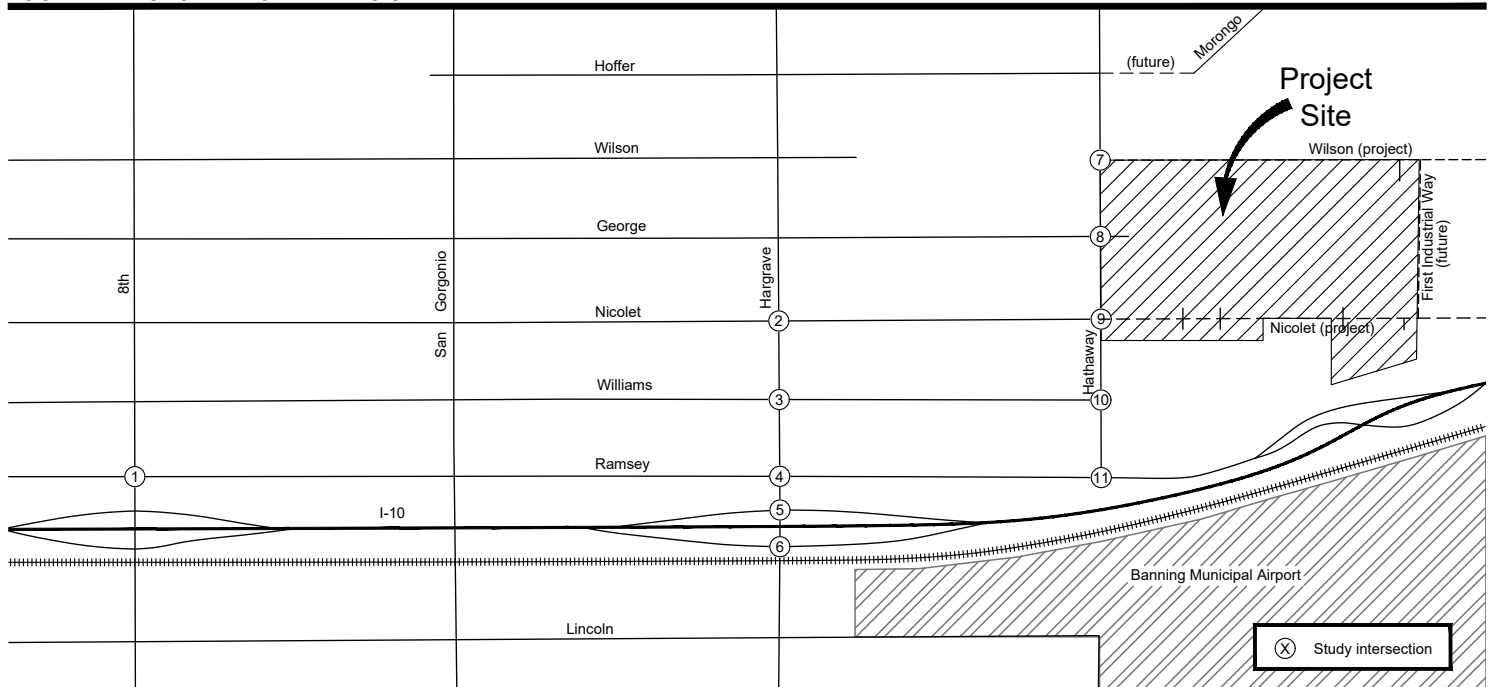 Hoffer
(future)
Morongo
Project
Site
Wilson
Wilson (project)
7
George
8
8th
San Gorgonio
Hargrave
First Industrial Way
(future)
Nicolet
2
9
Nicolet (project)
Hathaway
Williams
3
10
Ramsey
1
4
11
I-10
5
6
Banning Municipal Airport
Lincoln
X Study intersection